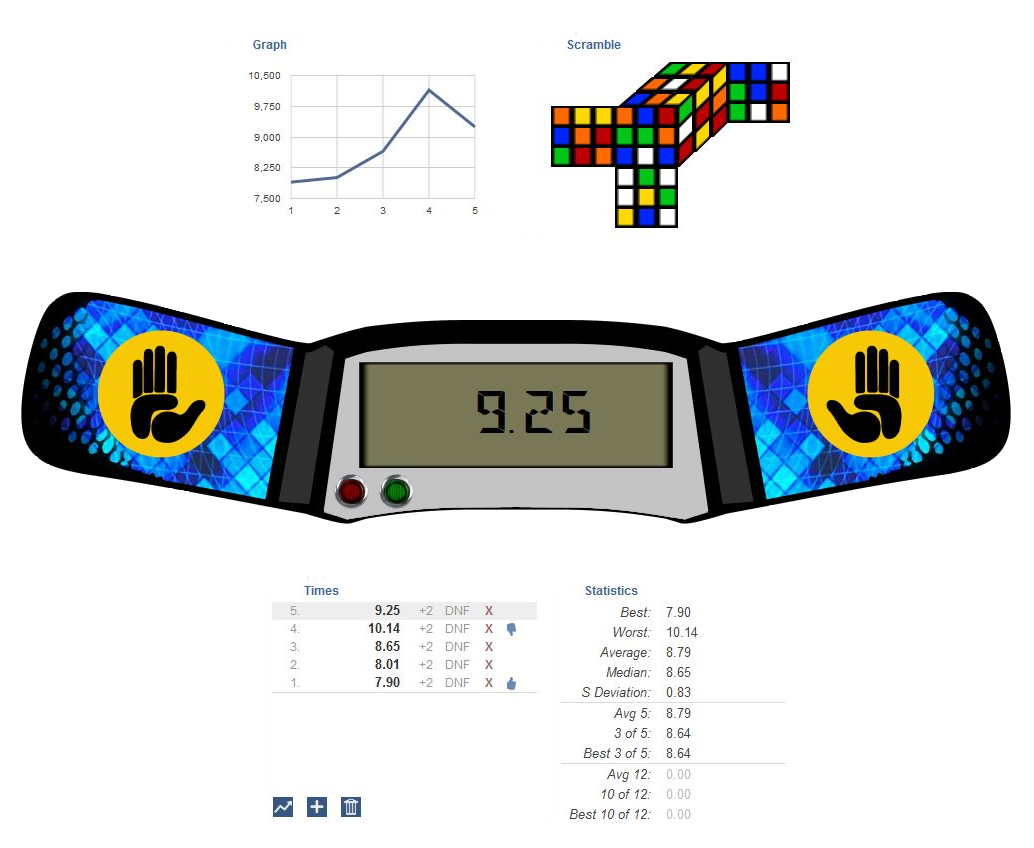 Graph
Scramble
10,500
9,750
9,000
8,250
7,500
1 2 3 4 5
9.25
Times
5. 9.25 +2 DNF X
4. 10.14 +2 DNF X
3. 8.65 +2 DNF X
2. 8.01 +2 DNF X
1. 7.90 +2 DNF X
Statistics
Best: 7.90
Worst: 10.14
Average: 8.79
Median: 8.65
S Deviation: 0.83
Avg 5: 8.79
3 of 5: 8.64
Best 3 of 5: 8.64
Avg 12: 0.00
10 of 12: 0.00
Best 10 of 12: 0.00